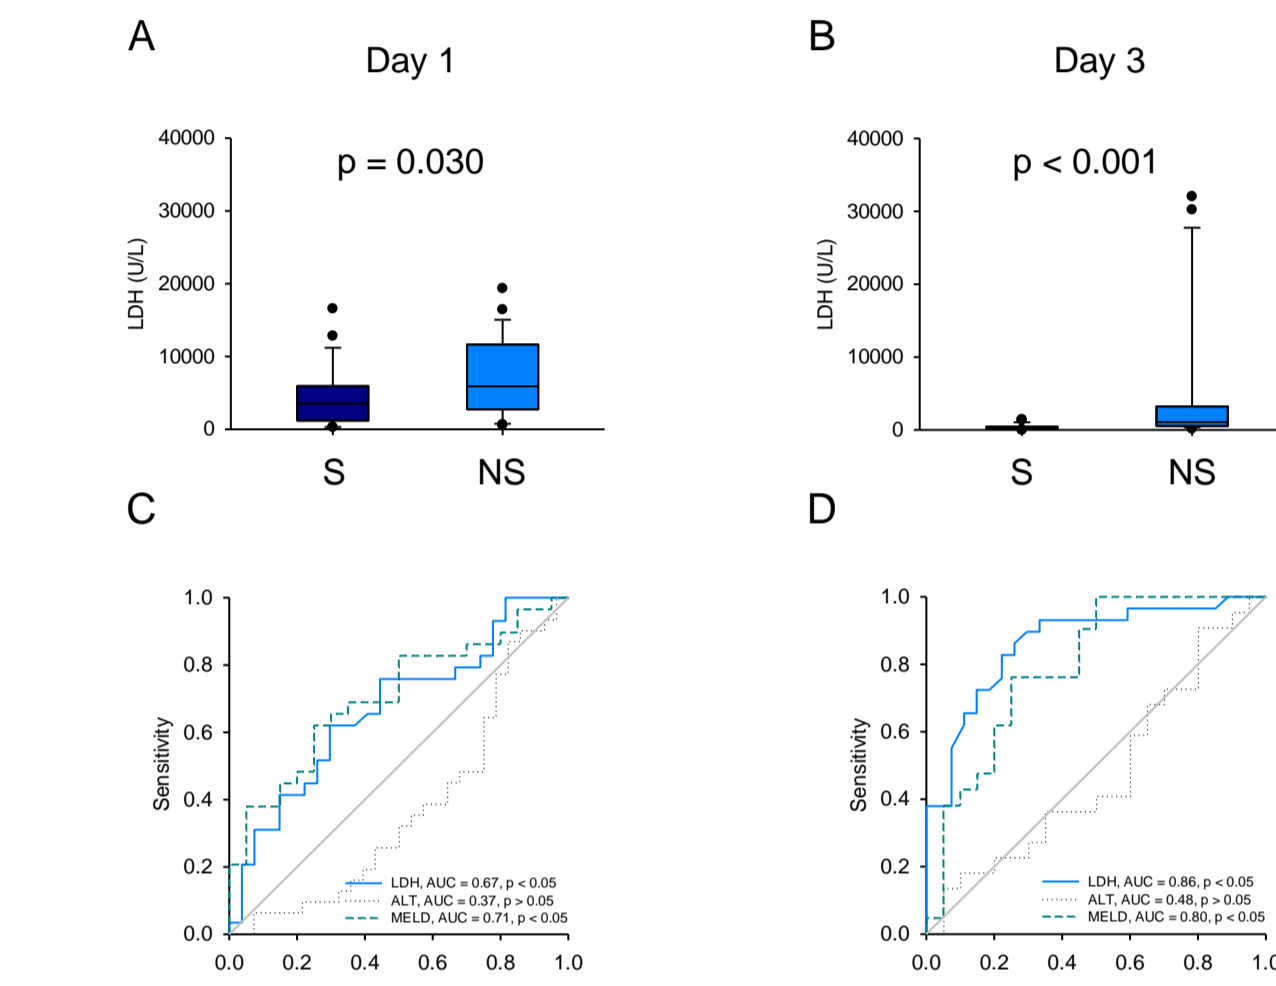 A
B
Day 1
Day 3
40000
p = 0.030
30000
LDH (U/L)
20000
10000
0
S
NS
40000
p < 0.001
30000
LDH (U/L)
20000
10000
0
S
NS
C
D
1.0
0.8
0.6
Sensitivity
0.4
0.2
0.0
LDH, AUC = 0.67, p < 0.05
ALT, AUC = 0.37, p > 0.05
MELD, AUC = 0.71, p < 0.05
0.0 0.2 0.4 0.6 0.8 1.0
1.0
0.8
0.6
Sensitivity
0.4
0.2
0.0
LDH, AUC = 0.86, p < 0.05
ALT, AUC = 0.48, p > 0.05
MELD, AUC = 0.80, p < 0.05
0.0 0.2 0.4 0.6 0.8 1.0